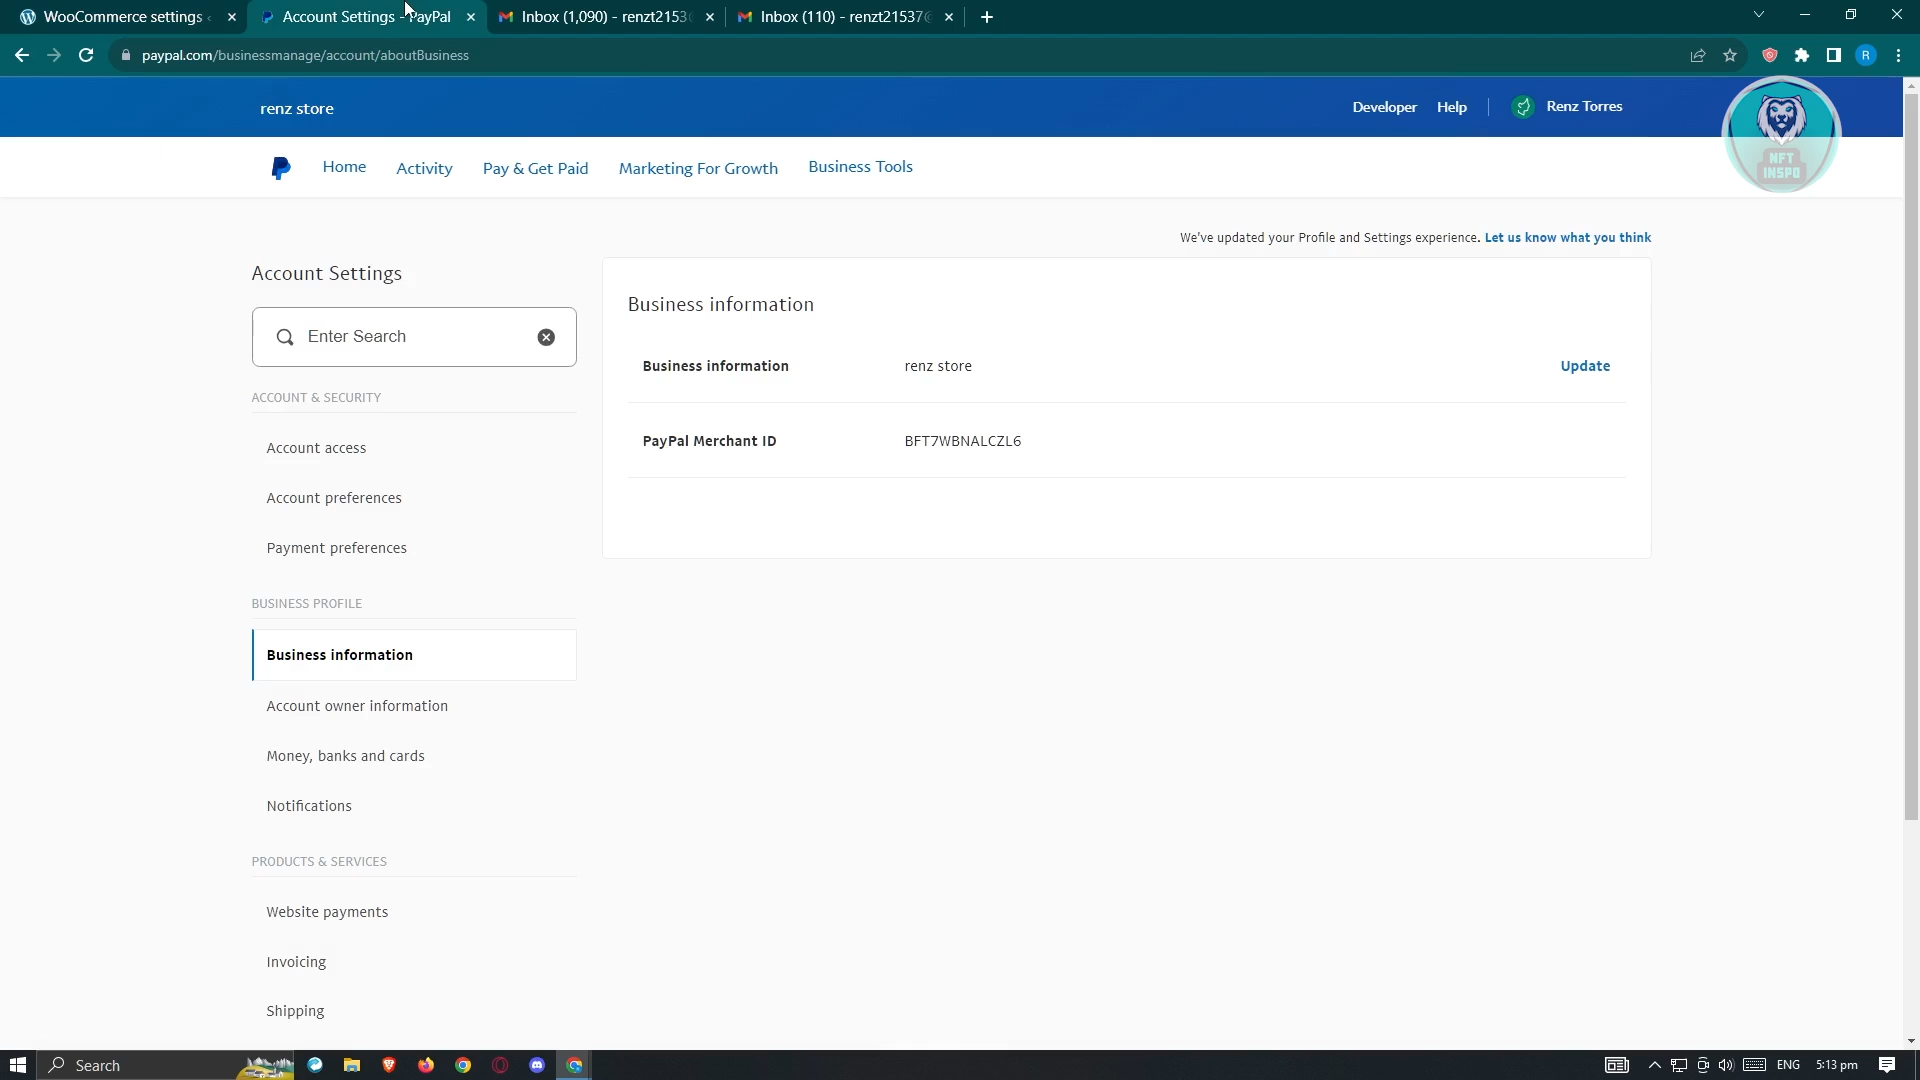 WooCommerce settings
Account Settings - PayPal
Inbox (1,090) - renzt2153
Inbox (110) - renzt21537@
paypal.com/businessmanage/account/aboutBusiness
R
renz store
Developer
Help
Renz Torres
NFT
INSPO
Home
Activity
Pay & Get Paid
Marketing For Growth
Business Tools
We've updated your Profile and Settings experience. Let us know what you think
Account Settings
Enter Search
ACCOUNT & SECURITY
Account access
Account preferences
Payment preferences
BUSINESS PROFILE
Business information
Account owner information
Money, banks and cards
Notifications
PRODUCTS & SERVICES
Website payments
Invoicing
Shipping
Business information
Business information renz store Update
PayPal Merchant ID BFT7WBNALCZL6
Search
ENG
5:13 pm